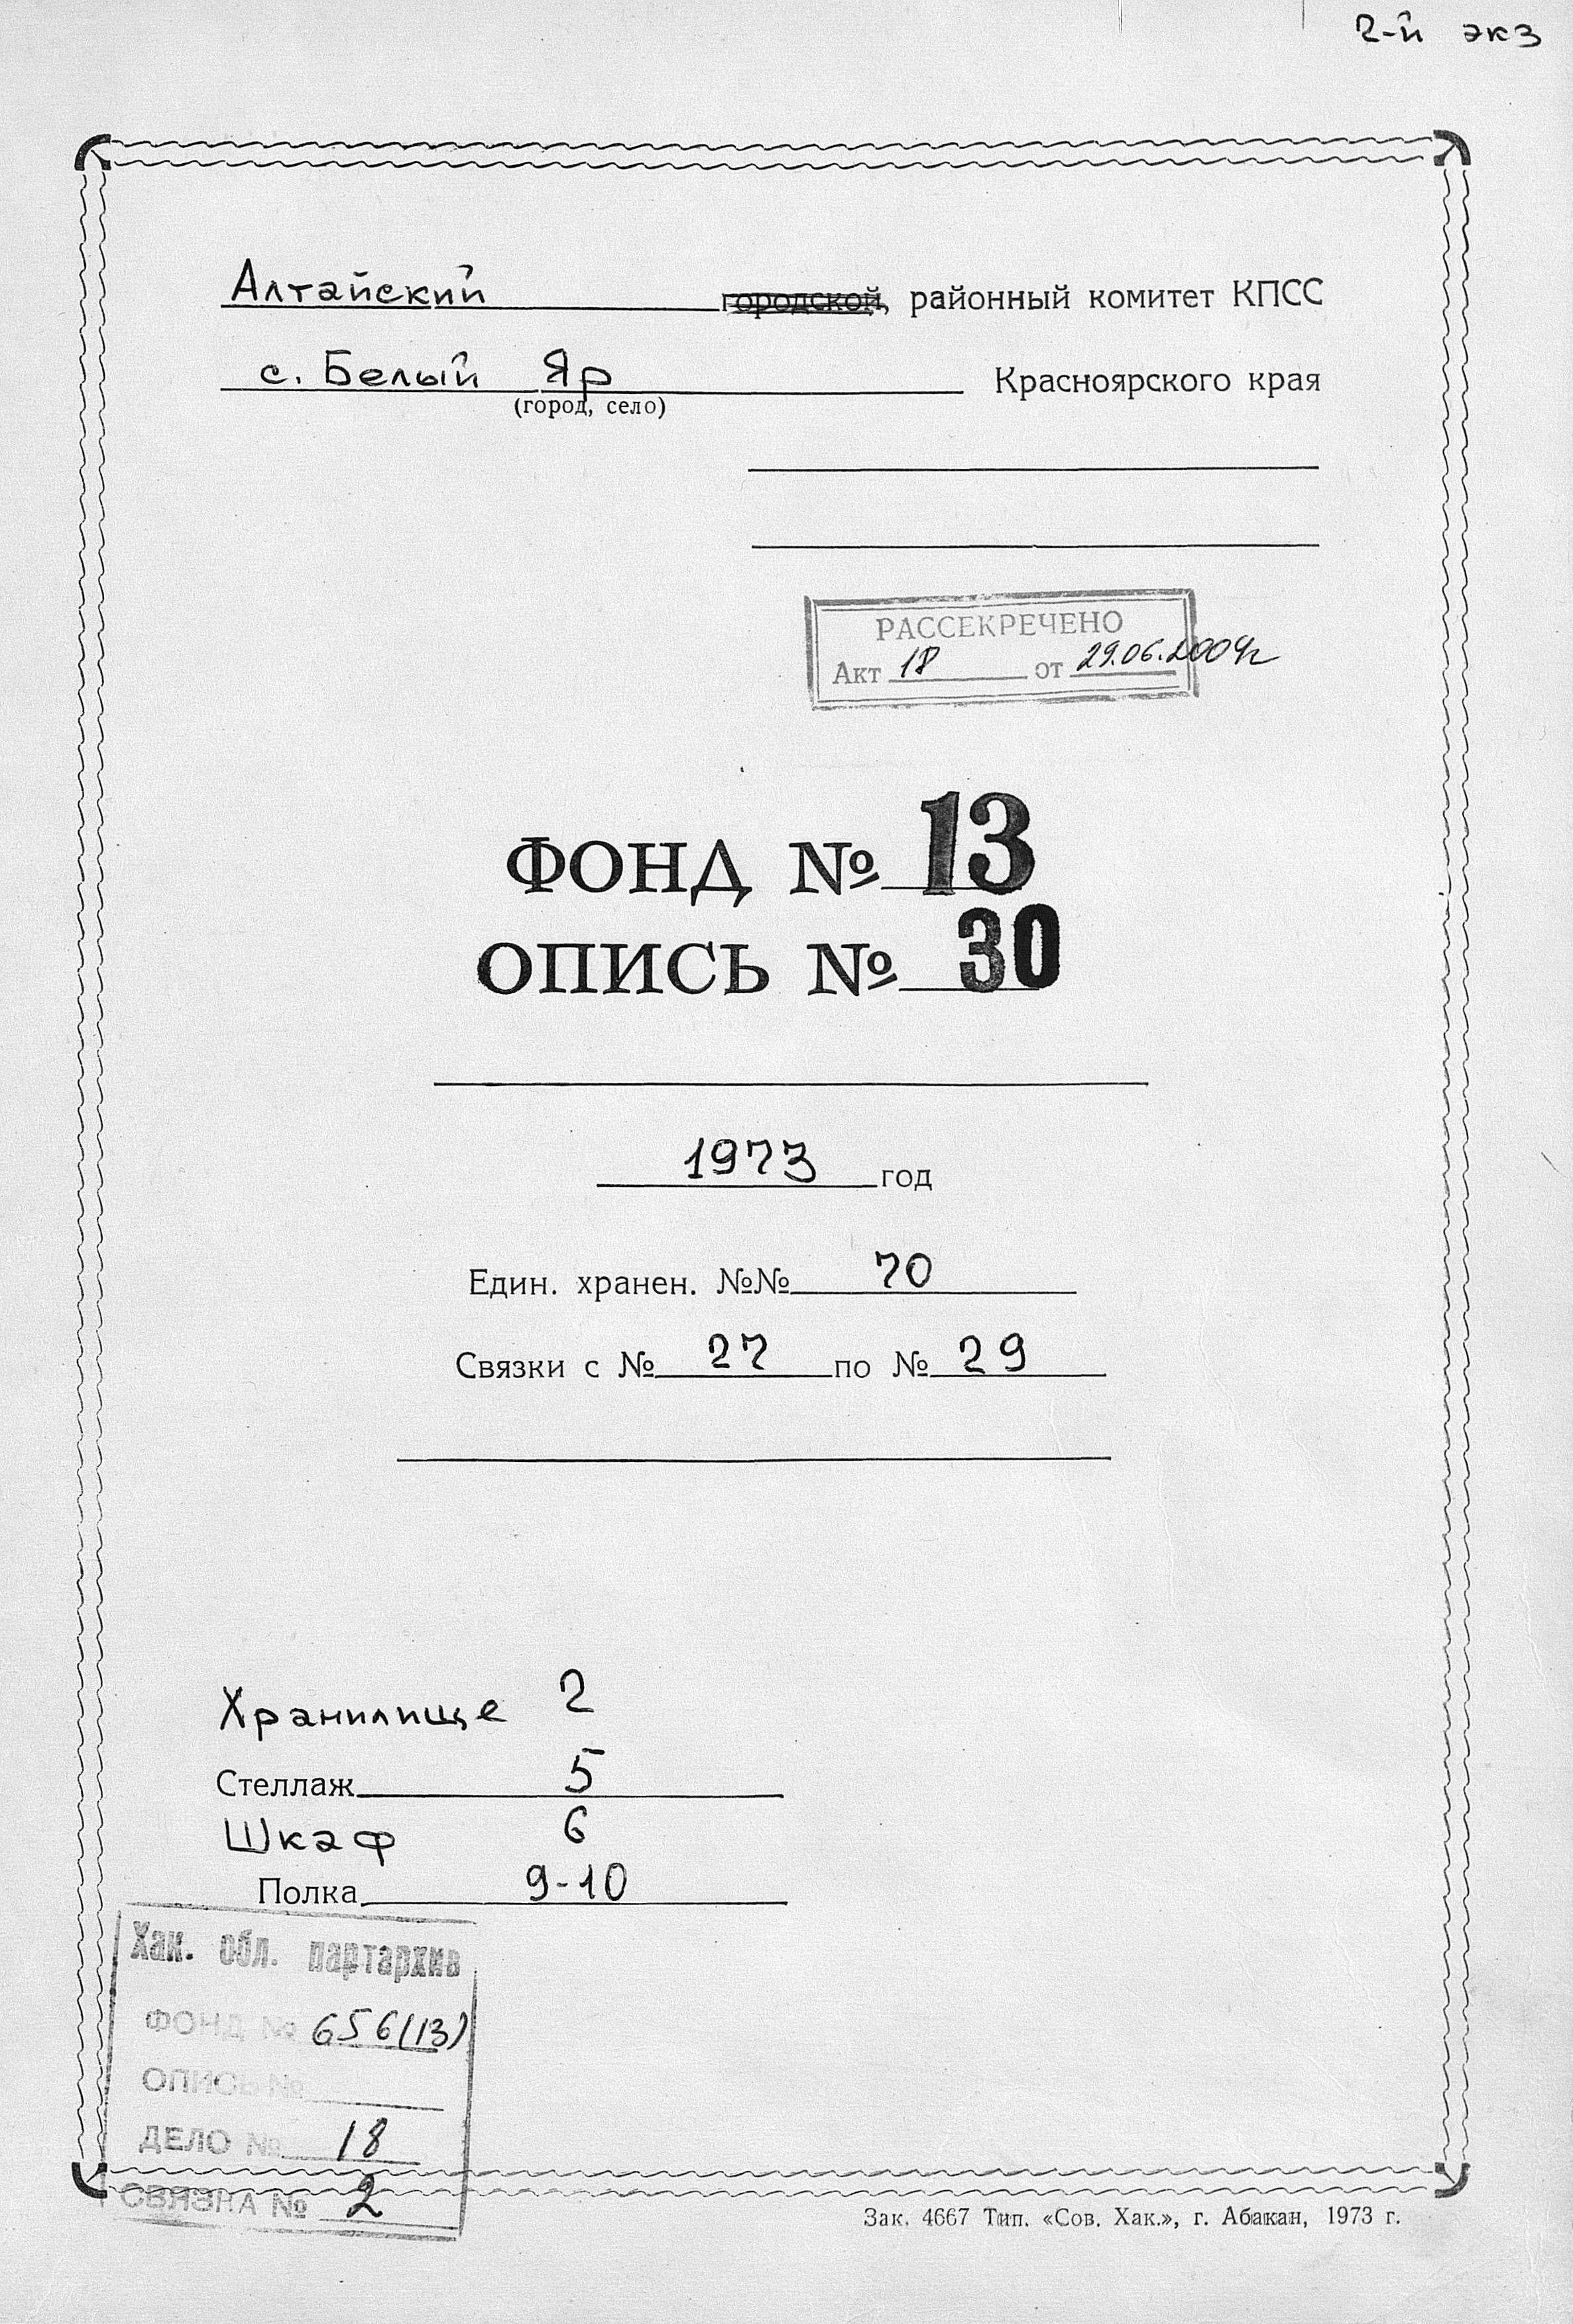 2-й экз
Алтайский городской, районный комитет КПСС
с. Белый Яр Красноярского края
(город, село)
РАССЕКРЕЧЕНО
Акт 18 от 29.06.2009г
ФОНД № 13
ОПИСЬ № 30
1973 год
Един. хранен. №№ 70
Связки с № 27 по № 29
Хранилище 2
Стеллаж 5
Шкаф 6
Полка 9-10
Хак. обл. партархив
ФОНД № 656(13)
ОПИСЬ №
ДЕЛО № 18
СВЯЗКА № 2
Зак. 4667 Тип. «Сов. Хак.», г. Абакан, 1973 г.